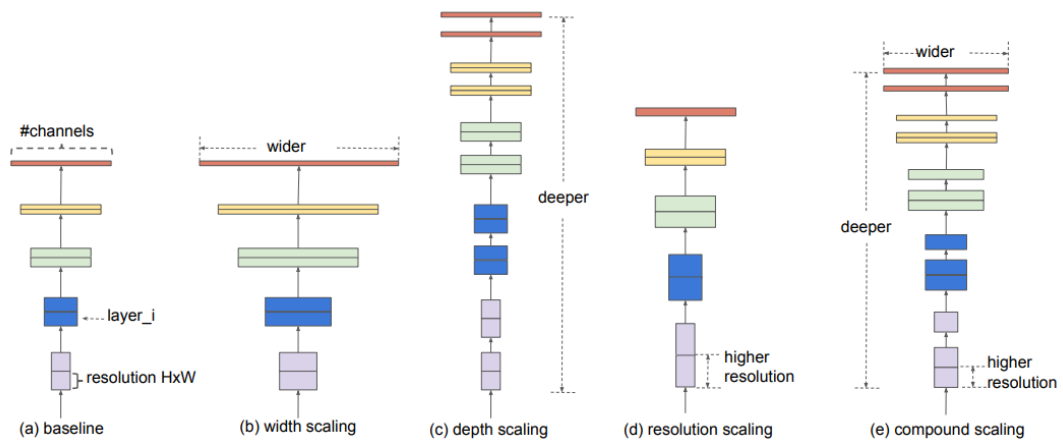 #channels
layer_i
resolution HxW
(a) baseline
wider
(b) width scaling
deeper
(c) depth scaling
higher
resolution
(d) resolution scaling
wider
deeper
higher
resolution
(e) compound scaling